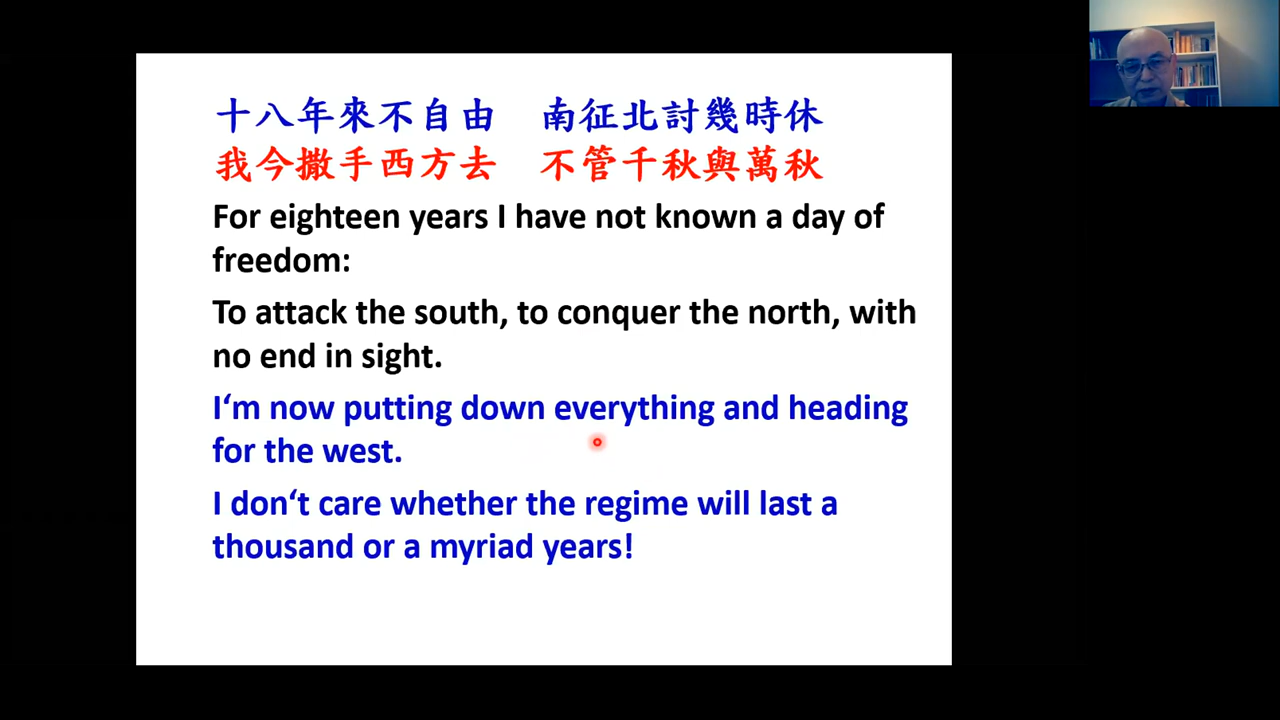 十八年來不自由 南征北討幾時休
我今撒手西方去 不管千秋與萬秋
For eighteen years I have not known a day of
freedom:
To attack the south, to conquer the north, with
no end in sight.
I‘m now putting down everything and heading
for the west.
I don‘t care whether the regime will last a
thousand or a myriad years!